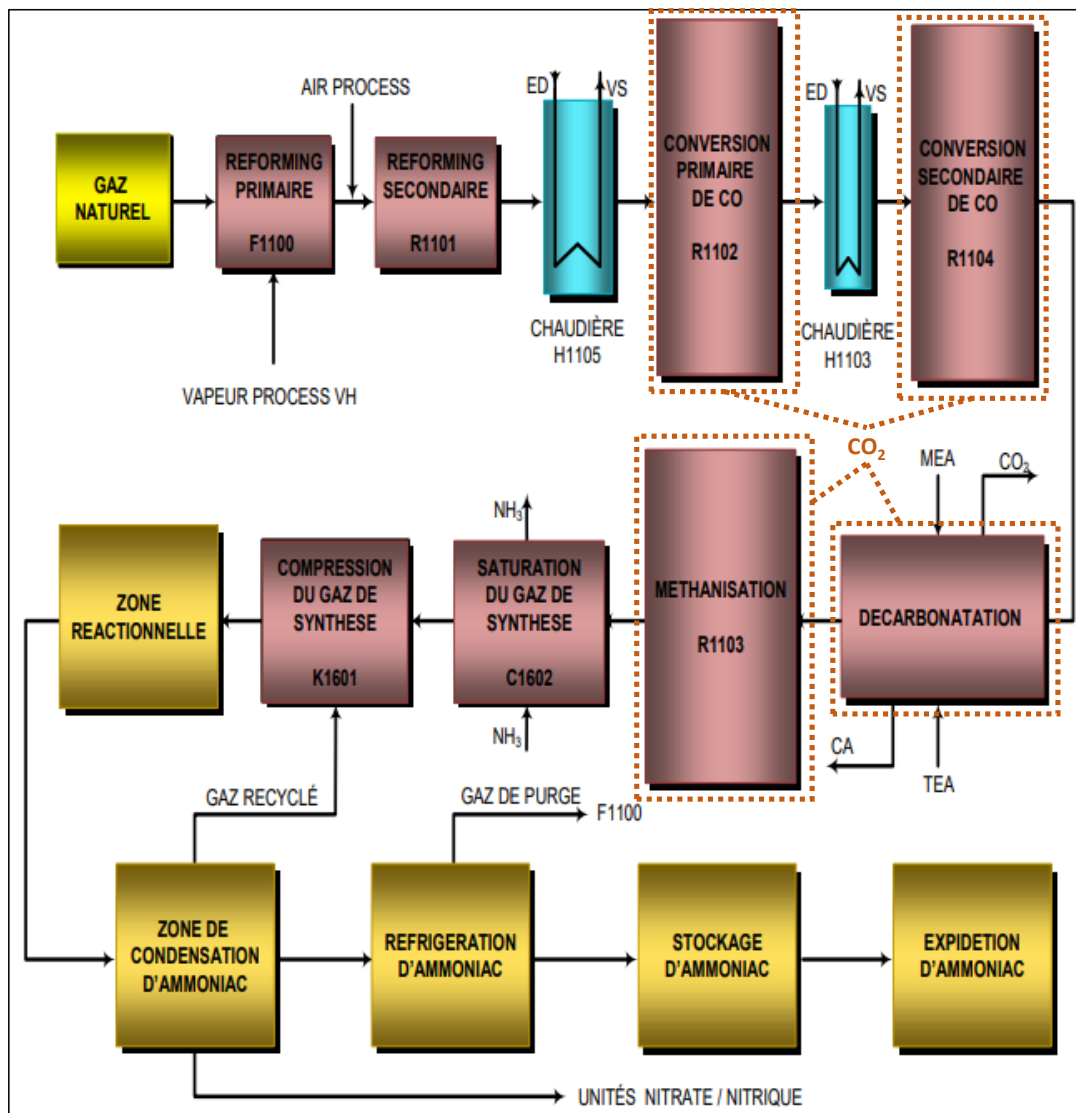 AIR PROCESS
GAZ
NATUREL
REFORMING
PRIMAIRE
F1100
REFORMING
SECONDAIRE
R1101
ED
VS
CHAUDIÈRE
H1105
CONVERSION
PRIMAIRE
DE CO
R1102
ED
VS
CHAUDIÈRE
H1103
CONVERSION
SECONDAIRE
DE CO
R1104
VAPEUR PROCESS VH
CO₂
MEA
CO₂
NH₃
ZONE
REACTIONNELLE
COMPRESSION
DU GAZ DE
SYNTHESE
K1601
SATURATION
DU GAZ DE
SYNTHESE
C1602
METHANISATION
R1103
DECARBONATATION
NH₃
CA
TEA
GAZ RECYCLÉ
GAZ DE PURGE
F1100
ZONE DE
CONDENSATION
D'AMMONIAC
REFRIGERATION
D'AMMONIAC
STOCKAGE
D'AMMONIAC
EXPIDETION
D'AMMONIAC
UNITÉS NITRATE / NITRIQUE